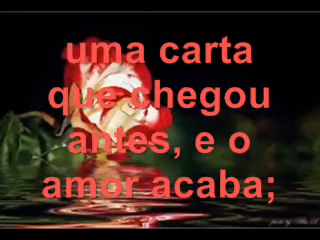 uma carta
que chegou
antes, e o
amor acaba;